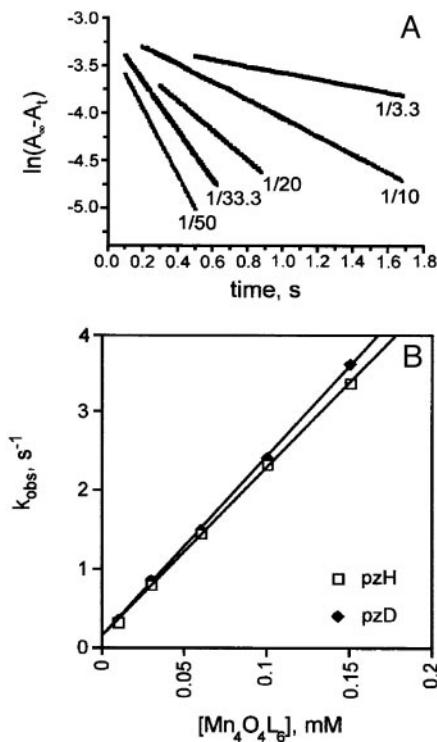 A
ln(A∞-At)
-3.0
-3.5
-4.0
-4.5
-5.0
1/3.3
1/10
1/20
1/33.3
1/50
0.0 0.2 0.4 0.6 0.8 1.0 1.2 1.4 1.6 1.8
time, s
B
kobs, s-1
4
3
2
1
0
pzH
pzD
0 0.05 0.1 0.15 0.2
[Mn4O4L6], mM